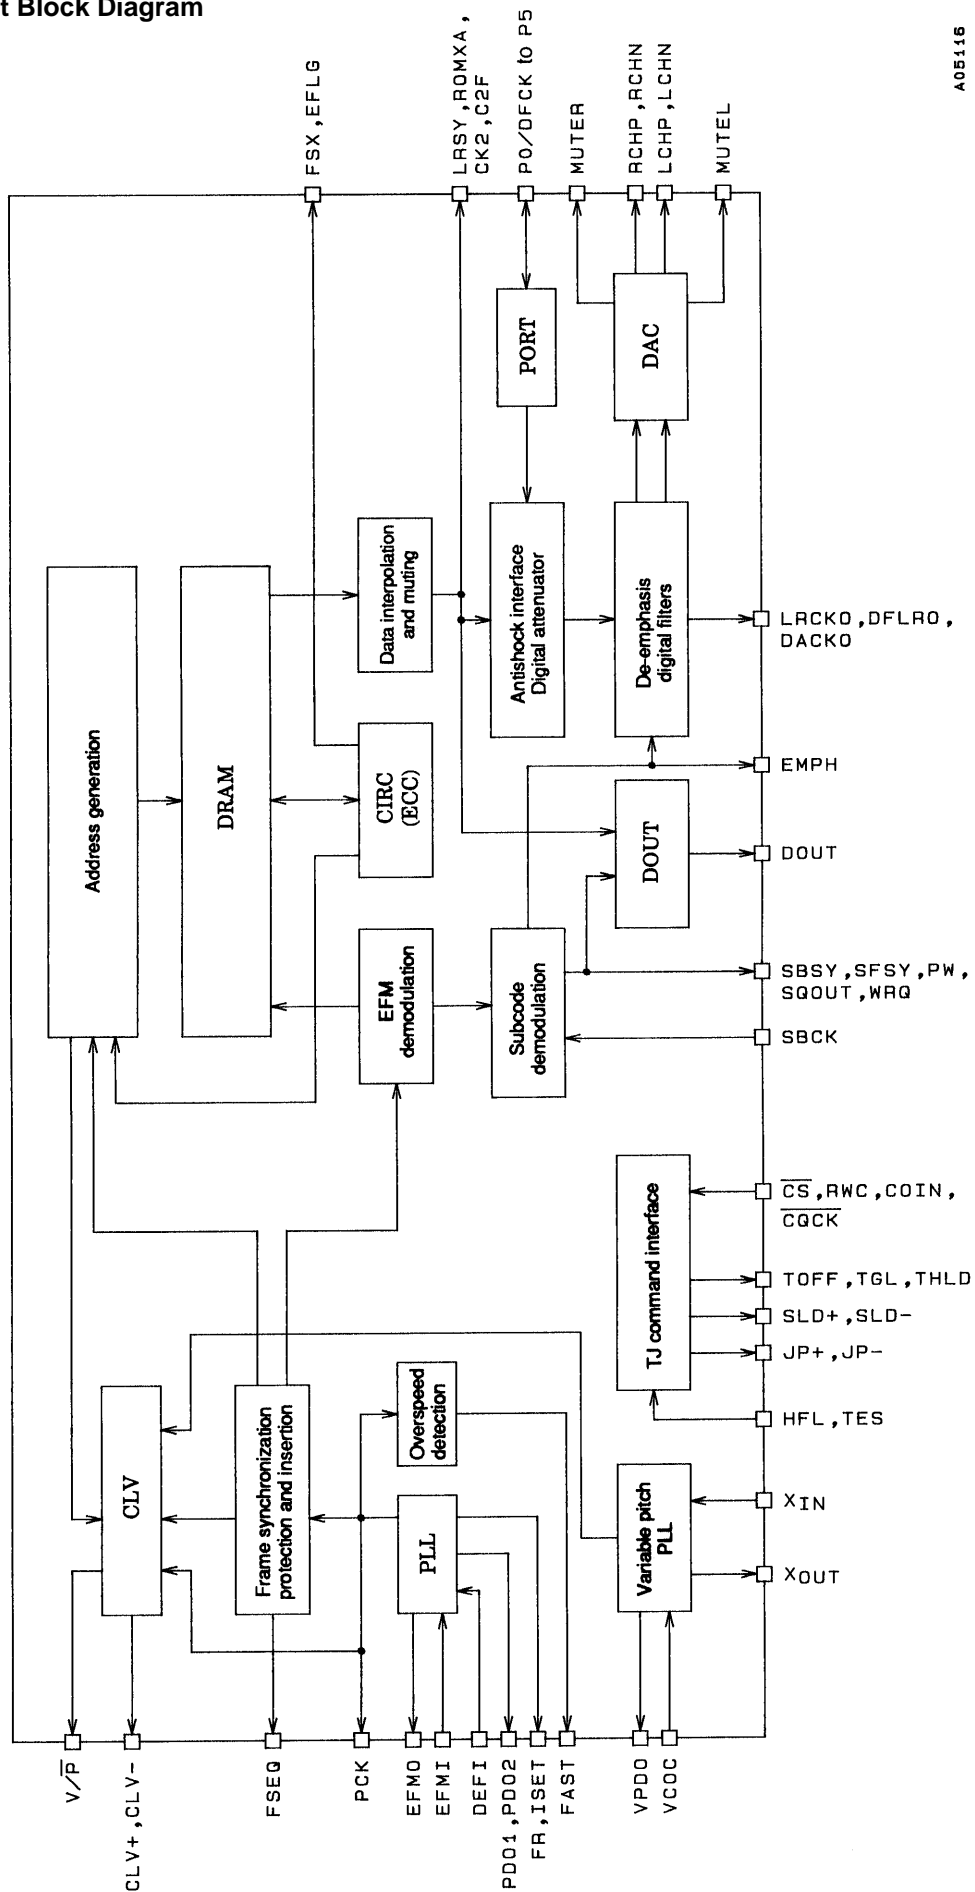 t Block Diagram
A05116
FSX,EFLG
LRSY,ROMXA,
CK2,C2F
P0/DFCK to P5
MUTER
RCHP,RCHN
LCHP,LCHN
MUTEL
PORT
DAC
Address generation
DRAM
Data interpolation
and muting
CIRC
(ECC)
Antishock interface
Digital attenuator
De-emphasis
digital filters
LRCKO,DFLRO,
DACKO
EMPH
DOUT
DOUT
EFM
demodulation
Subcode
demodulation
SBSY,SFSY,PW,
SQOUT,WRQ
SBCK
TJ command interface
CS,RWC,COIN,
CQCK
TOFF,TGL,THLD
SLD+,SLD-
JP+,JP-
HFL,TES
CLV
Frame synchronization
protection and insertion
Overspeed
detection
PLL
Variable pitch
PLL
XIN
XOUT
V/P
CLV+,CLV-
FSEQ
PCK
EFMO
EFMI
DEFI
PDO1,PDO2
FR,ISET
FAST
VPDO
VCOC